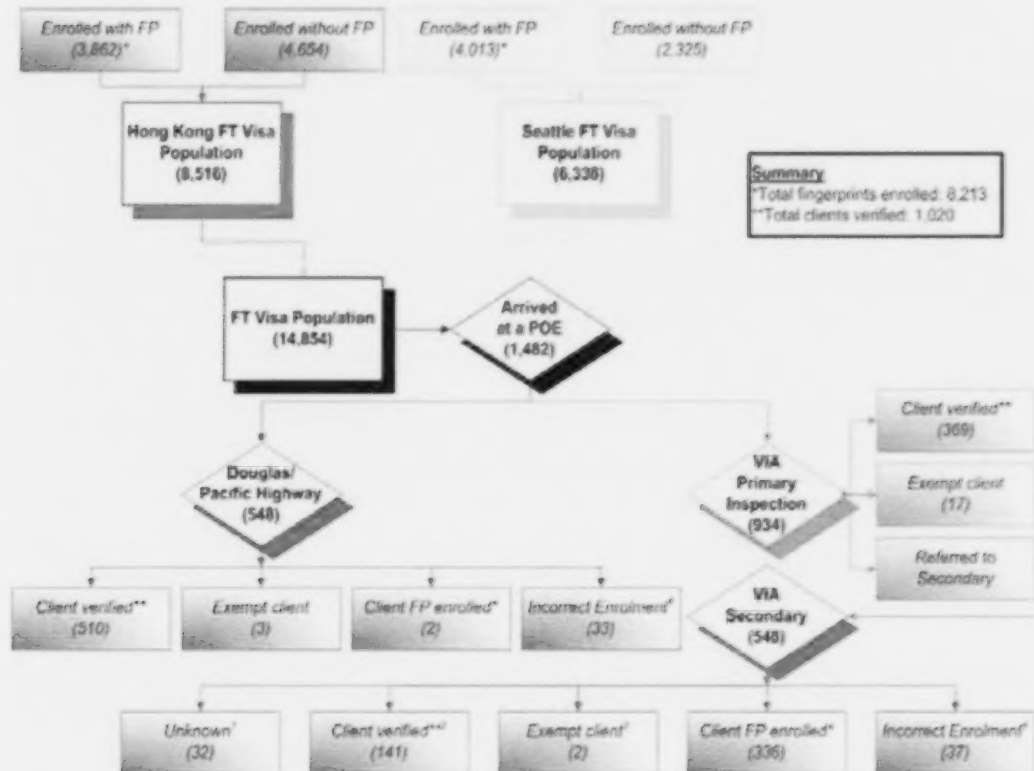 Enrolled with FP
(3,862)*
Enrolled without FP
(4,654)
Enrolled with FP
(4,013)*
Enrolled without FP
(2,325)
Hong Kong FT Visa
Population
(8,516)
Seattle FT Visa
Population
(6,338)
Summary
*Total fingerprints enrolled: 8,213
**Total clients verified: 1,020
FT Visa Population
(14,854)
Arrived
at a POE
(1,482)
Douglas/
Pacific Highway
(548)
VIA
Primary
Inspection
(934)
Client verified**
(369)
Exempt client
(17)
Referred to
Secondary
Client verified**
(510)
Exempt client
(3)
Client FP enrolled*
(2)
Incorrect Enrolment
(33)
VIA
Secondary
(548)
Unknown
(32)
Client verified**
(141)
Exempt client
(2)
Client FP enrolled*
(336)
Incorrect Enrolment
(37)